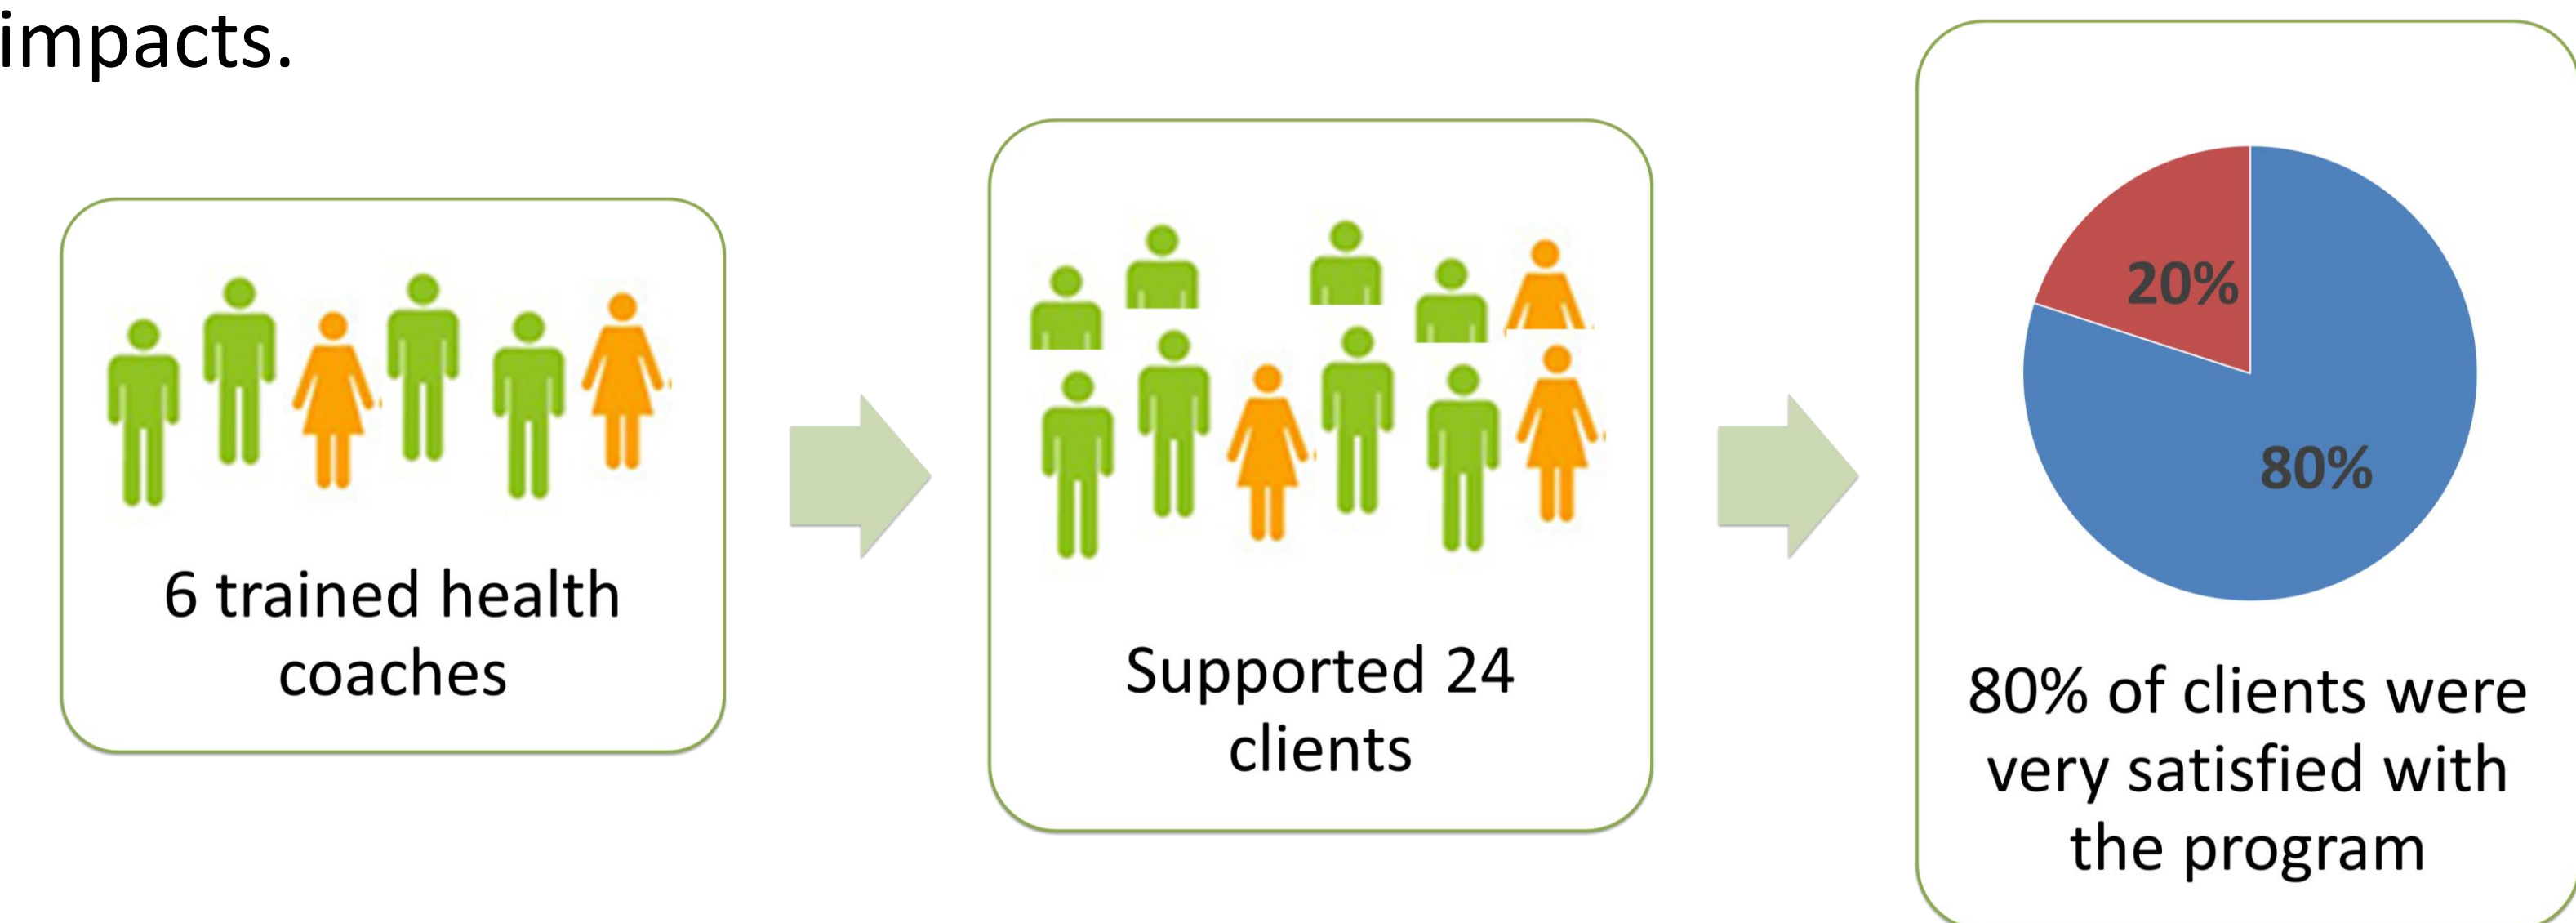 impacts.
6 trained health
coaches
Supported 24
clients
20%
80%
80% of clients were
very satisfied with
the program